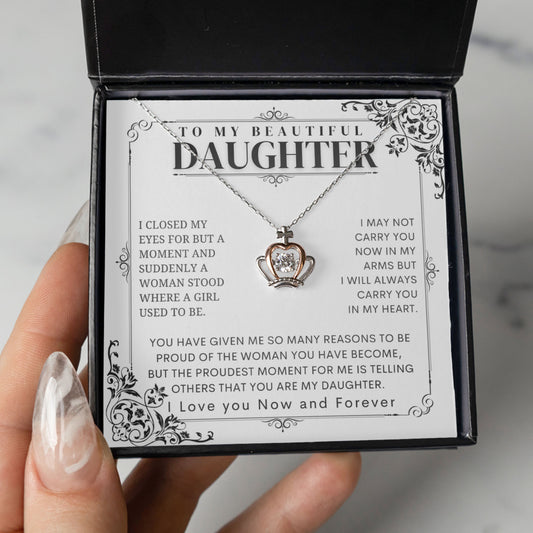 TO MY BEAUTIFUL
DAUGHTER
I CLOSED MY
EYES FOR BUT A
MOMENT AND
SUDDENLY A
WOMAN STOOD
WHERE A GIRL
USED TO BE.
I MAY NOT
CARRY YOU
NOW IN MY
ARMS BUT
I WILL ALWAYS
CARRY YOU
IN MY HEART.
YOU HAVE GIVEN ME SO MANY REASONS TO BE
PROUD OF THE WOMAN YOU HAVE BECOME,
BUT THE PROUDEST MOMENT FOR ME IS TELLING
OTHERS THAT YOU ARE MY DAUGHTER.
I Love you Now and Forever